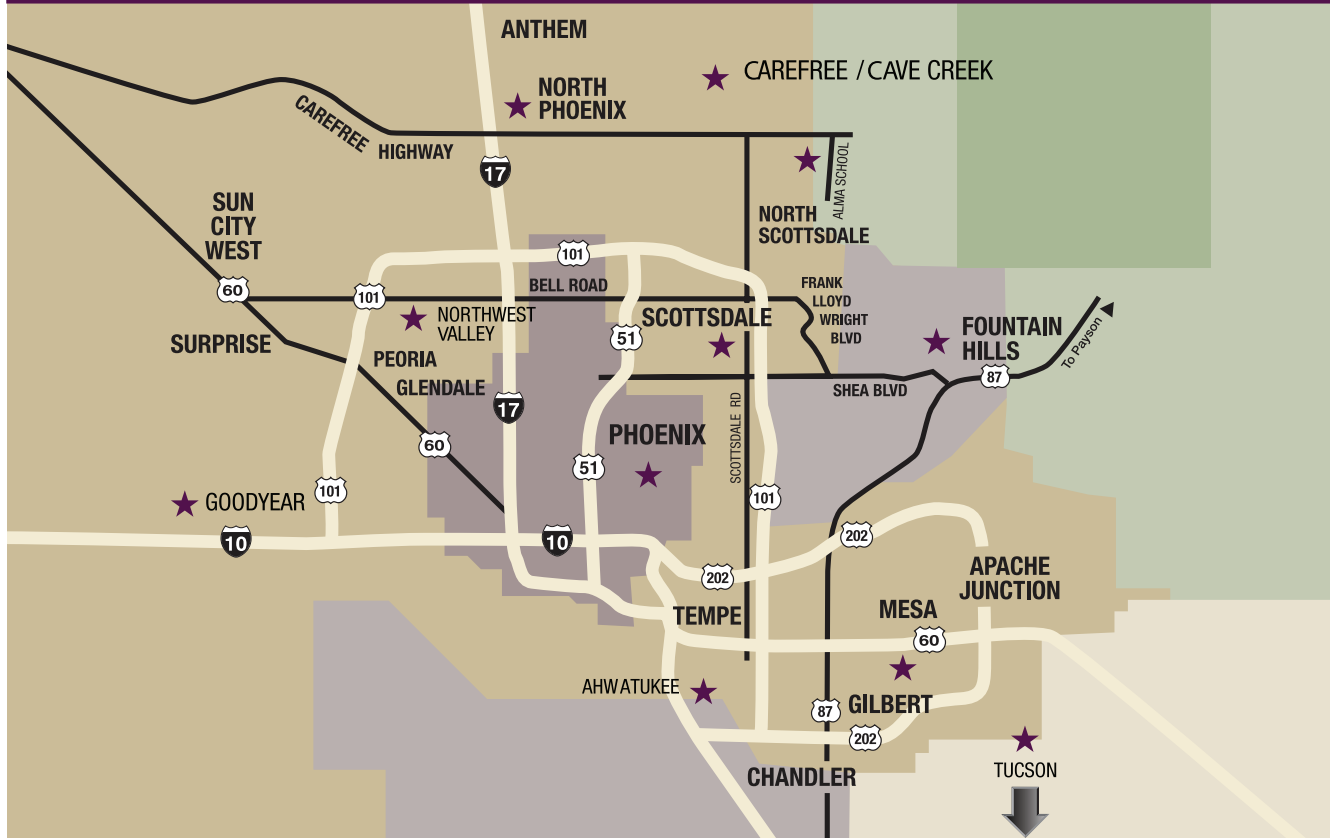 ANTHEM
CAREFREE / CAVE CREEK
NORTH
PHOENIX
CAREFREE
HIGHWAY
17
ALMA SCHOOL
SUN
CITY
WEST
NORTH
SCOTTSDALE
101
60
101
BELL ROAD
FRANK
LLOYD
WRIGHT
BLVD
NORTHWEST
VALLEY
SCOTTSDALE
51
SURPRISE
FOUNTAIN
HILLS
To Payson
PEORIA
GLENDALE
87
SHEA BLVD
17
SCOTTSDALE RD
PHOENIX
60
51
101
101
GOODYEAR
10
10
202
202
APACHE
JUNCTION
TEMPE
MESA
60
AHWATUKEE
87
GILBERT
202
CHANDLER
TUCSON